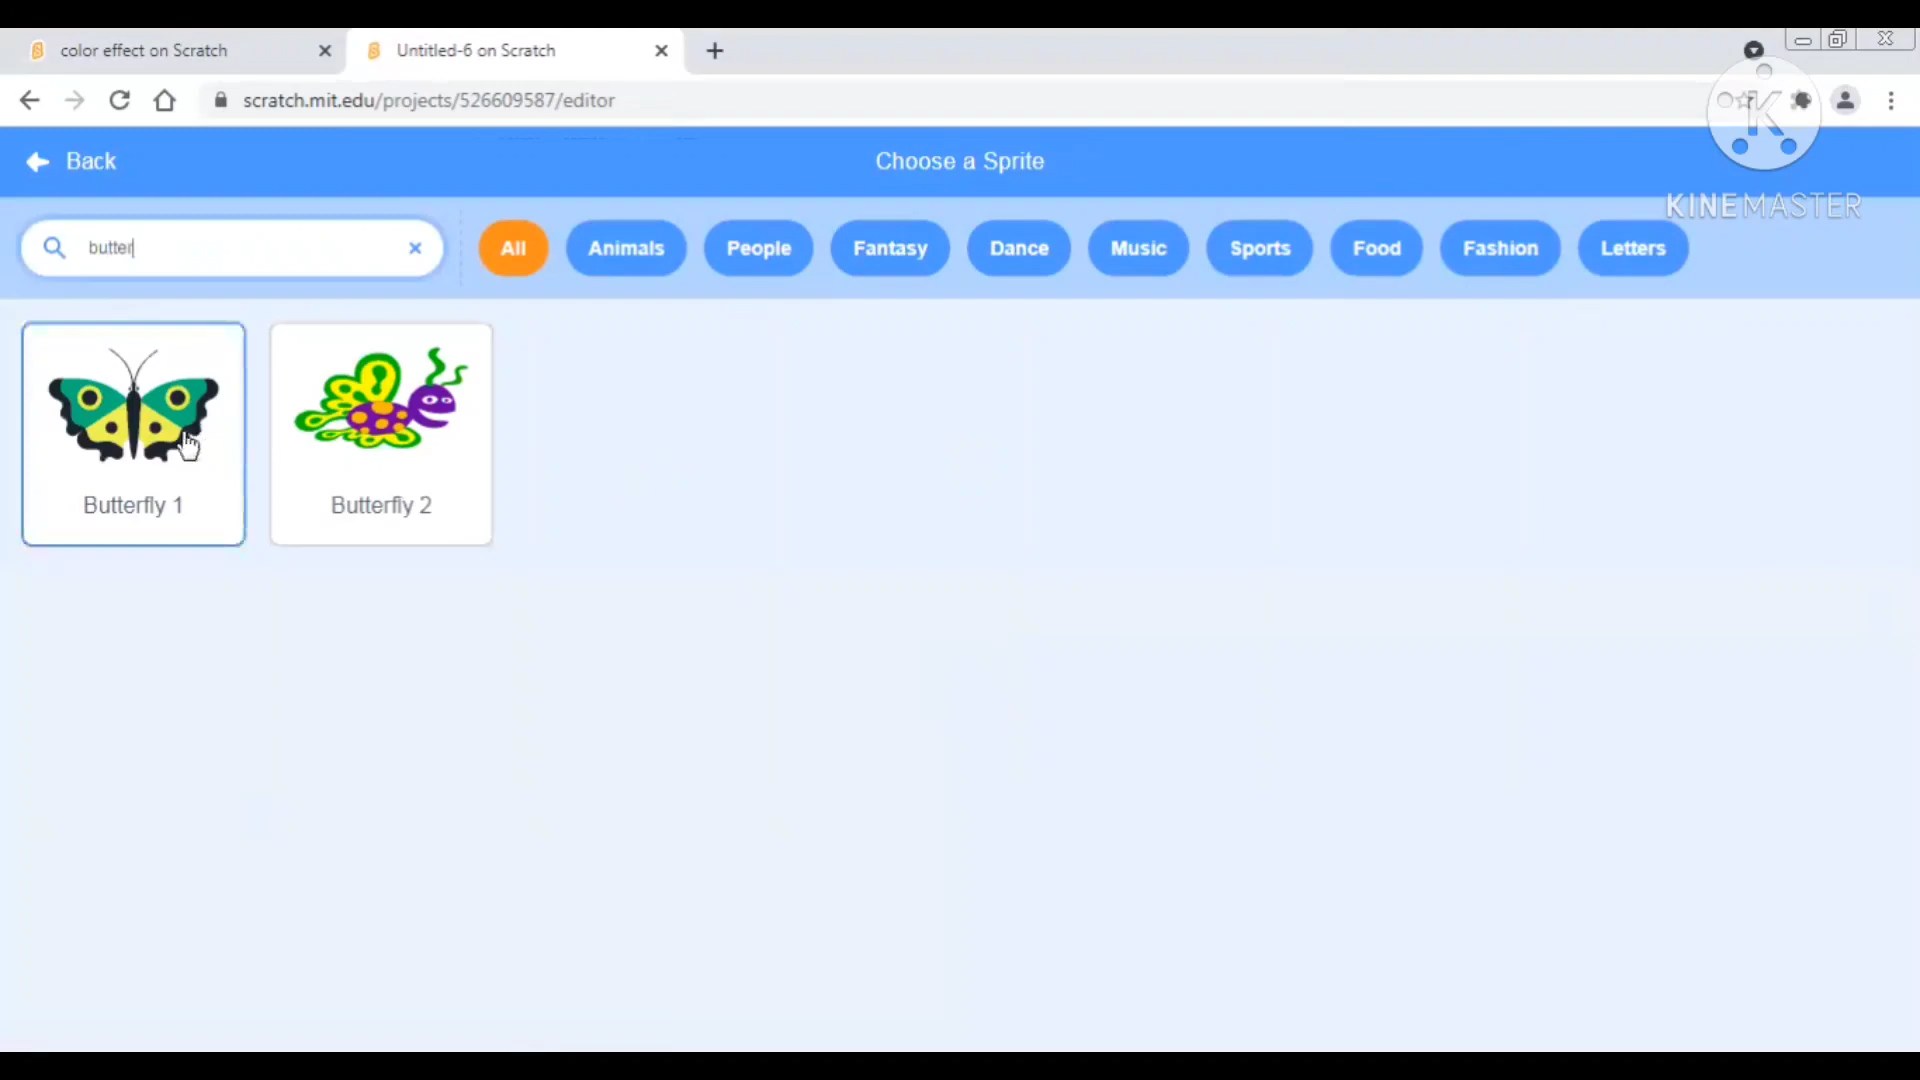 color effect on Scratch
Untitled-6 on Scratch
scratch.mit.edu/projects/526609587/editor
K
KINEMASTER
Back
Choose a Sprite
butter
All
Animals
People
Fantasy
Dance
Music
Sports
Food
Fashion
Letters
Butterfly 1
Butterfly 2